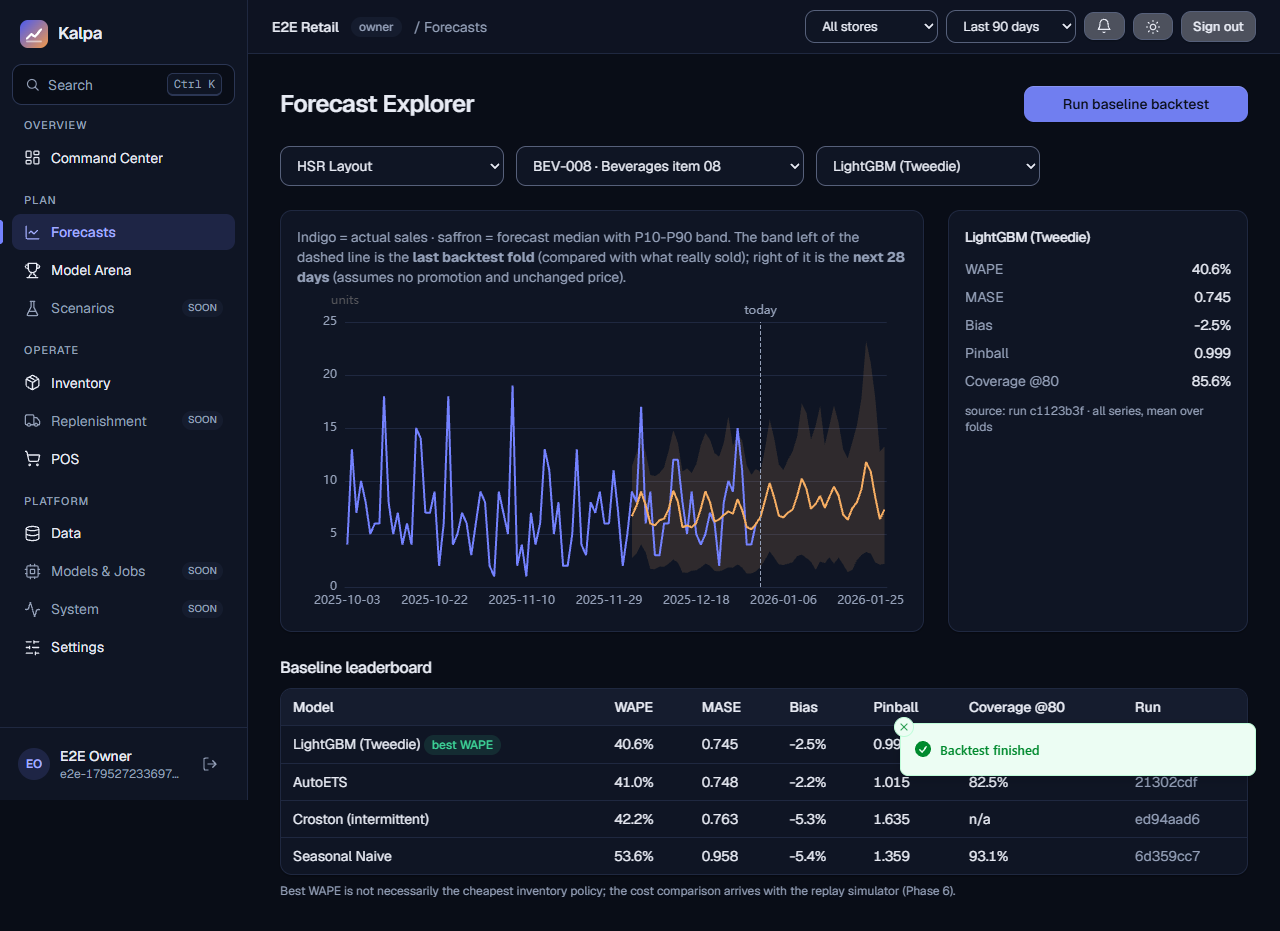 Kalpa
E2E Retail owner / Forecasts
All stores Last 90 days Sign out
Search Ctrl K
OVERVIEW
Command Center
PLAN
Forecasts
Model Arena
Scenarios SOON
OPERATE
Inventory
Replenishment SOON
POS
PLATFORM
Data
Models & Jobs SOON
System SOON
Settings
EO E2E Owner
e2e-179527233697...
Forecast Explorer
Run baseline backtest
HSR Layout BEV-008 · Beverages item 08 LightGBM (Tweedie)
Indigo = actual sales · saffron = forecast median with P10-P90 band. The band left of the
dashed line is the last backtest fold (compared with what really sold); right of it is the next 28
days (assumes no promotion and unchanged price).
units
today
25
20
15
10
5
0
2025-10-03 2025-10-22 2025-11-10 2025-11-29 2025-12-18 2026-01-06 2026-01-25
LightGBM (Tweedie)
WAPE 40.6%
MASE 0.745
Bias -2.5%
Pinball 0.999
Coverage @80 85.6%
source: run c1123b3f · all series, mean over
folds
Baseline leaderboard
Model WAPE MASE Bias Pinball Coverage @80 Run
LightGBM (Tweedie) best WAPE 40.6% 0.745 -2.5%
Backtest finished
AutoETS 41.0% 0.748 -2.2% 1.015 82.5% 21302cdf
Croston (intermittent) 42.2% 0.763 -5.3% 1.635 n/a ed94aad6
Seasonal Naive 53.6% 0.958 -5.4% 1.359 93.1% 6d359cc7
Best WAPE is not necessarily the cheapest inventory policy; the cost comparison arrives with the replay simulator (Phase 6).